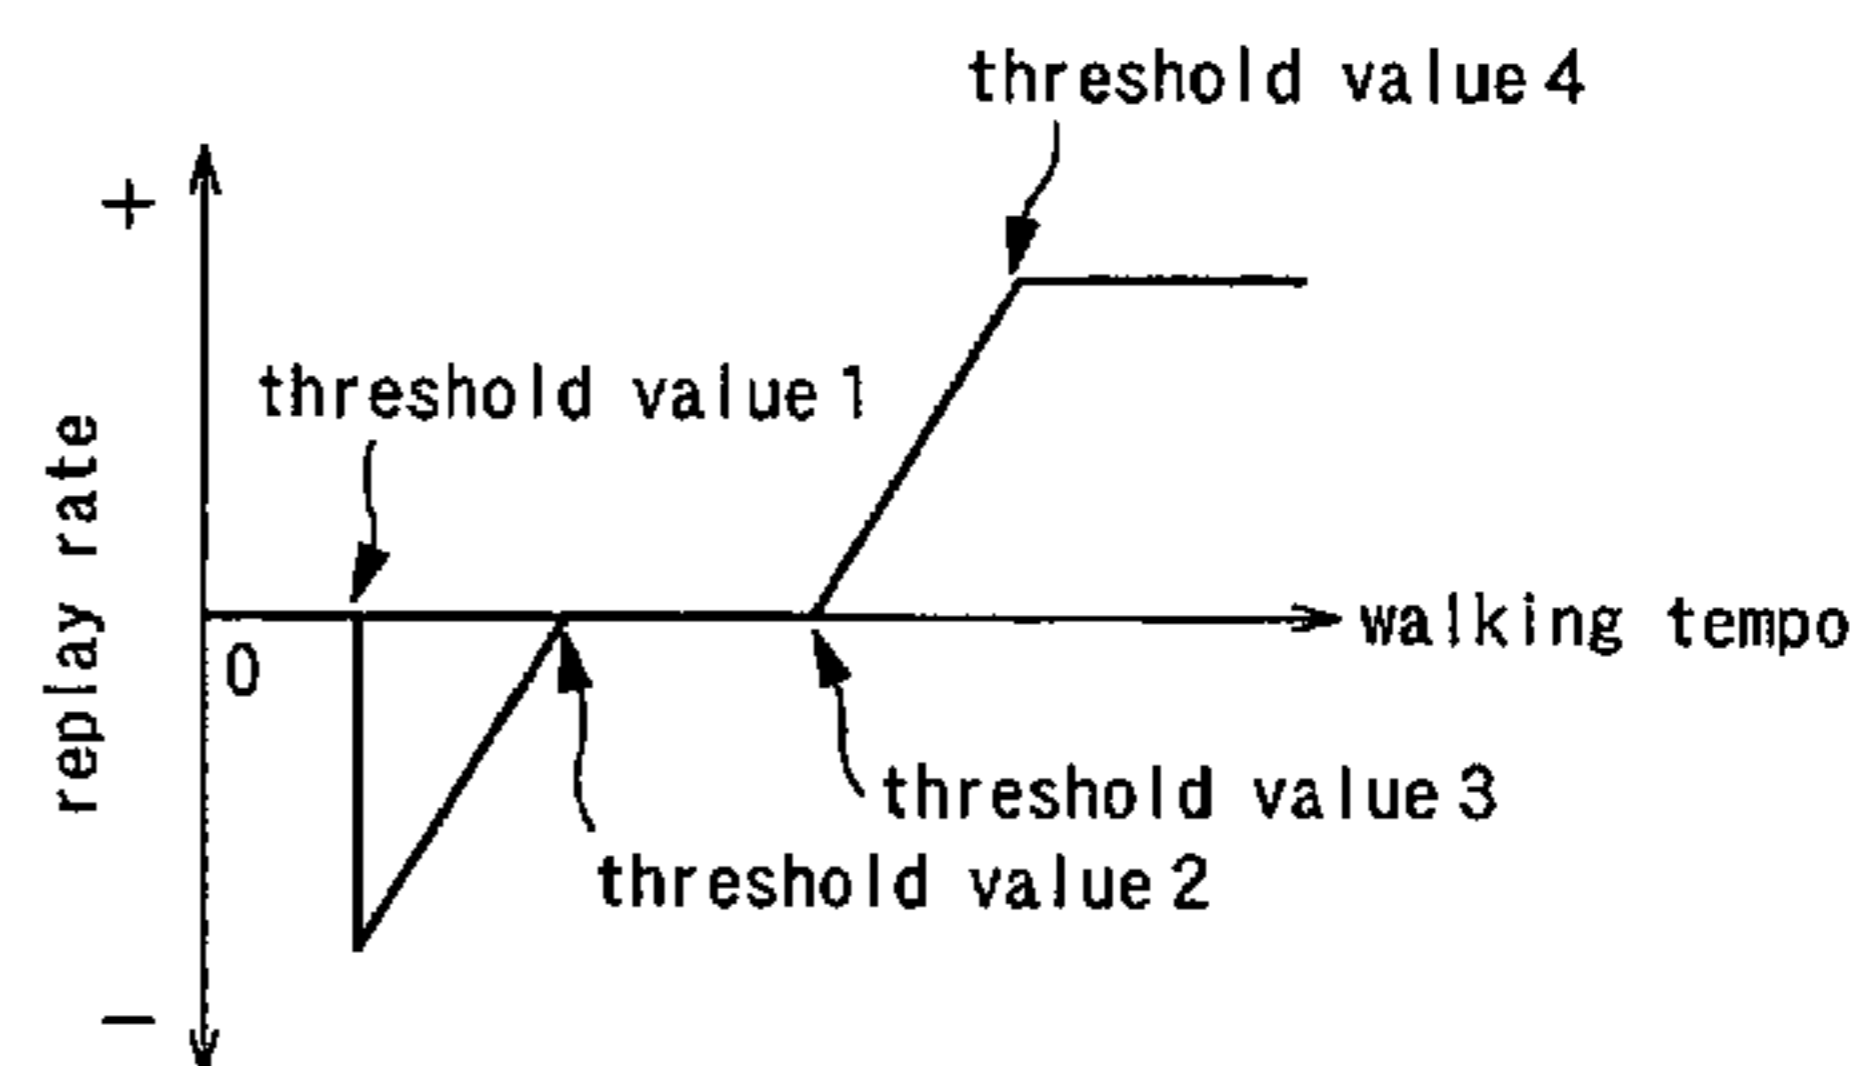 threshold value 4
+
threshold value 1
replay rate
0
walking tempo
threshold value 3
threshold value 2
−